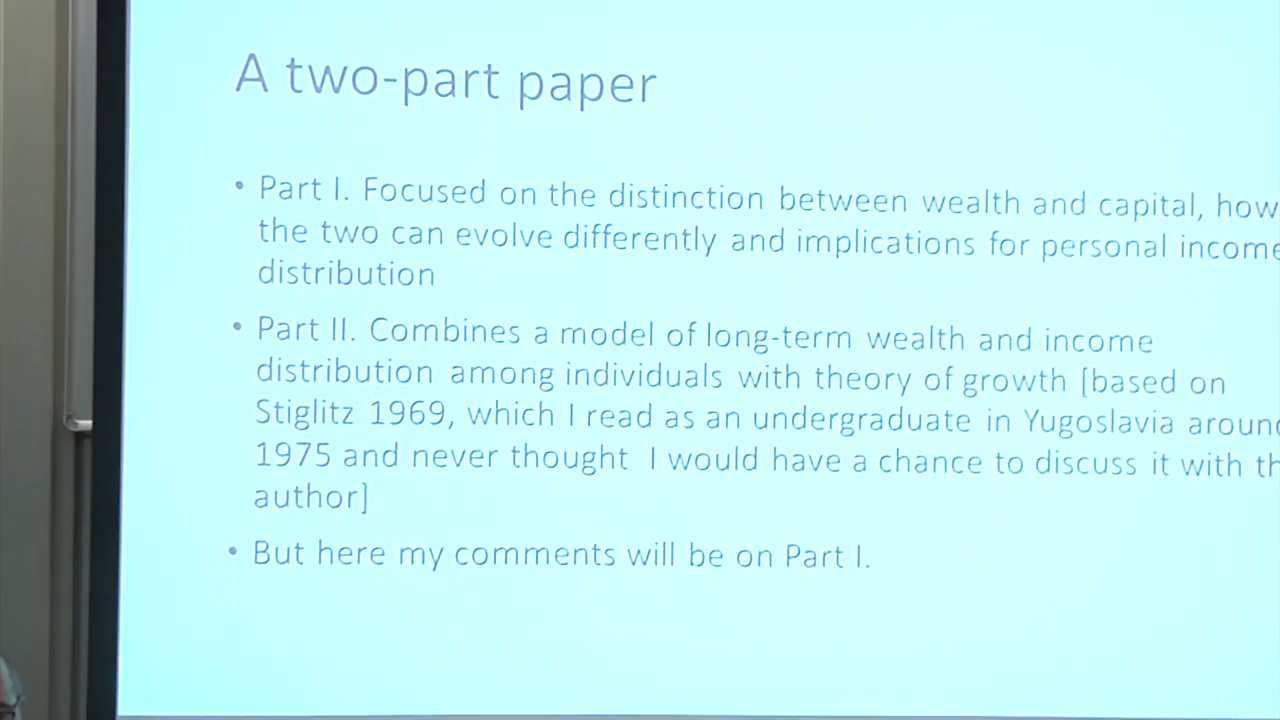 A two-part paper
• Part I. Focused on the distinction between wealth and capital, how
the two can evolve differently and implications for personal income
distribution
• Part II. Combines a model of long-term wealth and income
distribution among individuals with theory of growth [based on
Stiglitz 1969, which I read as an undergraduate in Yugoslavia around
1975 and never thought I would have a chance to discuss it with th
author]
• But here my comments will be on Part I.